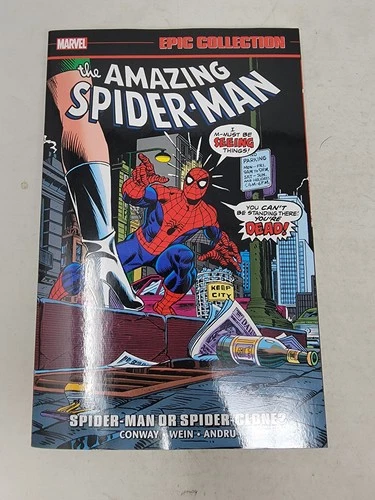 MARVEL
EPIC COLLECTION
the AMAZING
SPIDER-MAN
I
M-MUST BE
SEEING
THINGS!
PARKING
YOU CAN'T
BE STANDING THERE!
YOU'RE
DEAD!
KEEP
CITY
SPIDER-MAN OR SPIDER-CLONE?
CONWAY • WEIN • ANDRU